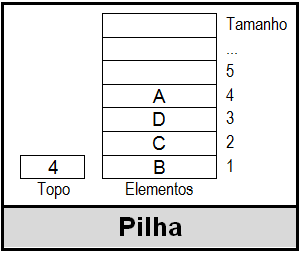 Tamanho
...
5
A 4
D 3
C 2
4 B 1
Topo Elementos
Pilha